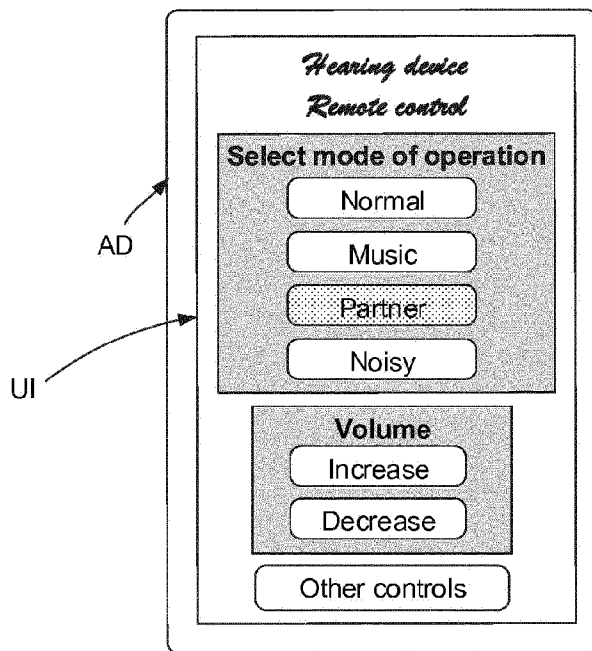 Hearing device
Remote control
Select mode of operation
Normal
Music
AD
Partner
Noisy
UI
Volume
Increase
Decrease
Other controls